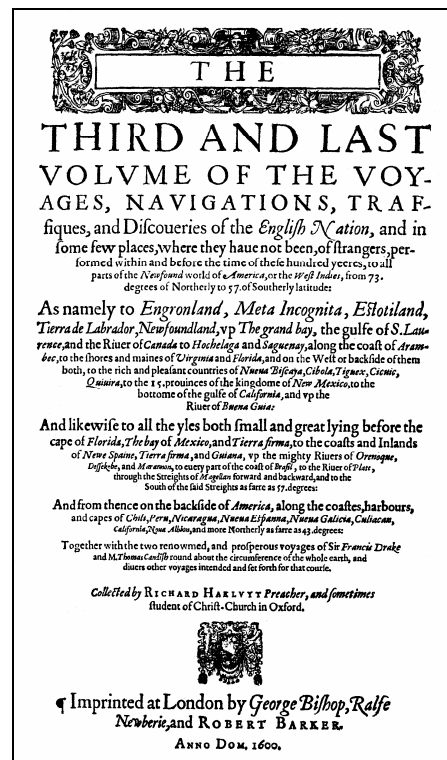 THE
THIRD AND LAST
VOLVME OF THE VOY-
AGES, NAVIGATIONS, TRAF-
fiques, and Diſcoueries of the Engliſh Nation, and in
ſome few places, where they haue not been, of ſtrangers, per-
formed within and before the time of theſe hundred yeeres, to all
parts of the Newfound world of America, or the Weſt Indies, from 73.
degrees of Northerly to 57. of Southerly latitude:
As namely to Engronland, Meta Incognita, Eſtotiland,
Tierra de Labrador, Newfoundland, vp The grand bay, the gulfe of S. Lau-
rence, and the Riuer of Canada to Hochelaga and Saguenay, along the coaſt of Aram-
bec, to the ſhores and maines of Virginia and Florida, and on the Weſt or backſide of them
both, to the rich and pleaſant countries of Nueua Biſcaya, Cibola, Tiguex, Cicuic,
Quiuira, to the 15. prouinces of the kingdome of New Mexico, to the
bottome of the gulfe of California, and vp the
Riuer of Buena Guia:
And likewiſe to all the yles both ſmall and great lying before the
cape of Florida, The bay of Mexico, and Tierra firma, to the coaſts and Inlands
of Newe Spaine, Tierra firma, and Guiana, vp the mighty Riuers of Orenoque,
Deſſekebe, and Marannon, to euery part of the coaſt of Braſil, to the Riuer of Plate,
through the Streights of Magellan forward and backward, and to the
South of the ſaid Streights as farre as 57. degrees:
And from thence on the backſide of America, along the coaſtes, harbours,
and capes of Chili, Peru, Nicaragua, Nueua Eſpanna, Nueua Galicia, Culiacan,
California, Noua Albion, and more Northerly as farre as 43. degrees:
Together with the two renowmed, and proſperous voyages of Sir Francis Drake
and M. Thomas Candiſh round about the circumference of the whole earth, and
diuers other voyages intended and ſet forth for that courſe.
Collected by RICHARD HAKLVYT Preacher, and ſometimes
ſtudent of Chriſt-Church in Oxford.
¶ Imprinted at London by George Biſhop, Ralfe
Newberie, and ROBERT BARKER.
ANNO DOM. 1600.